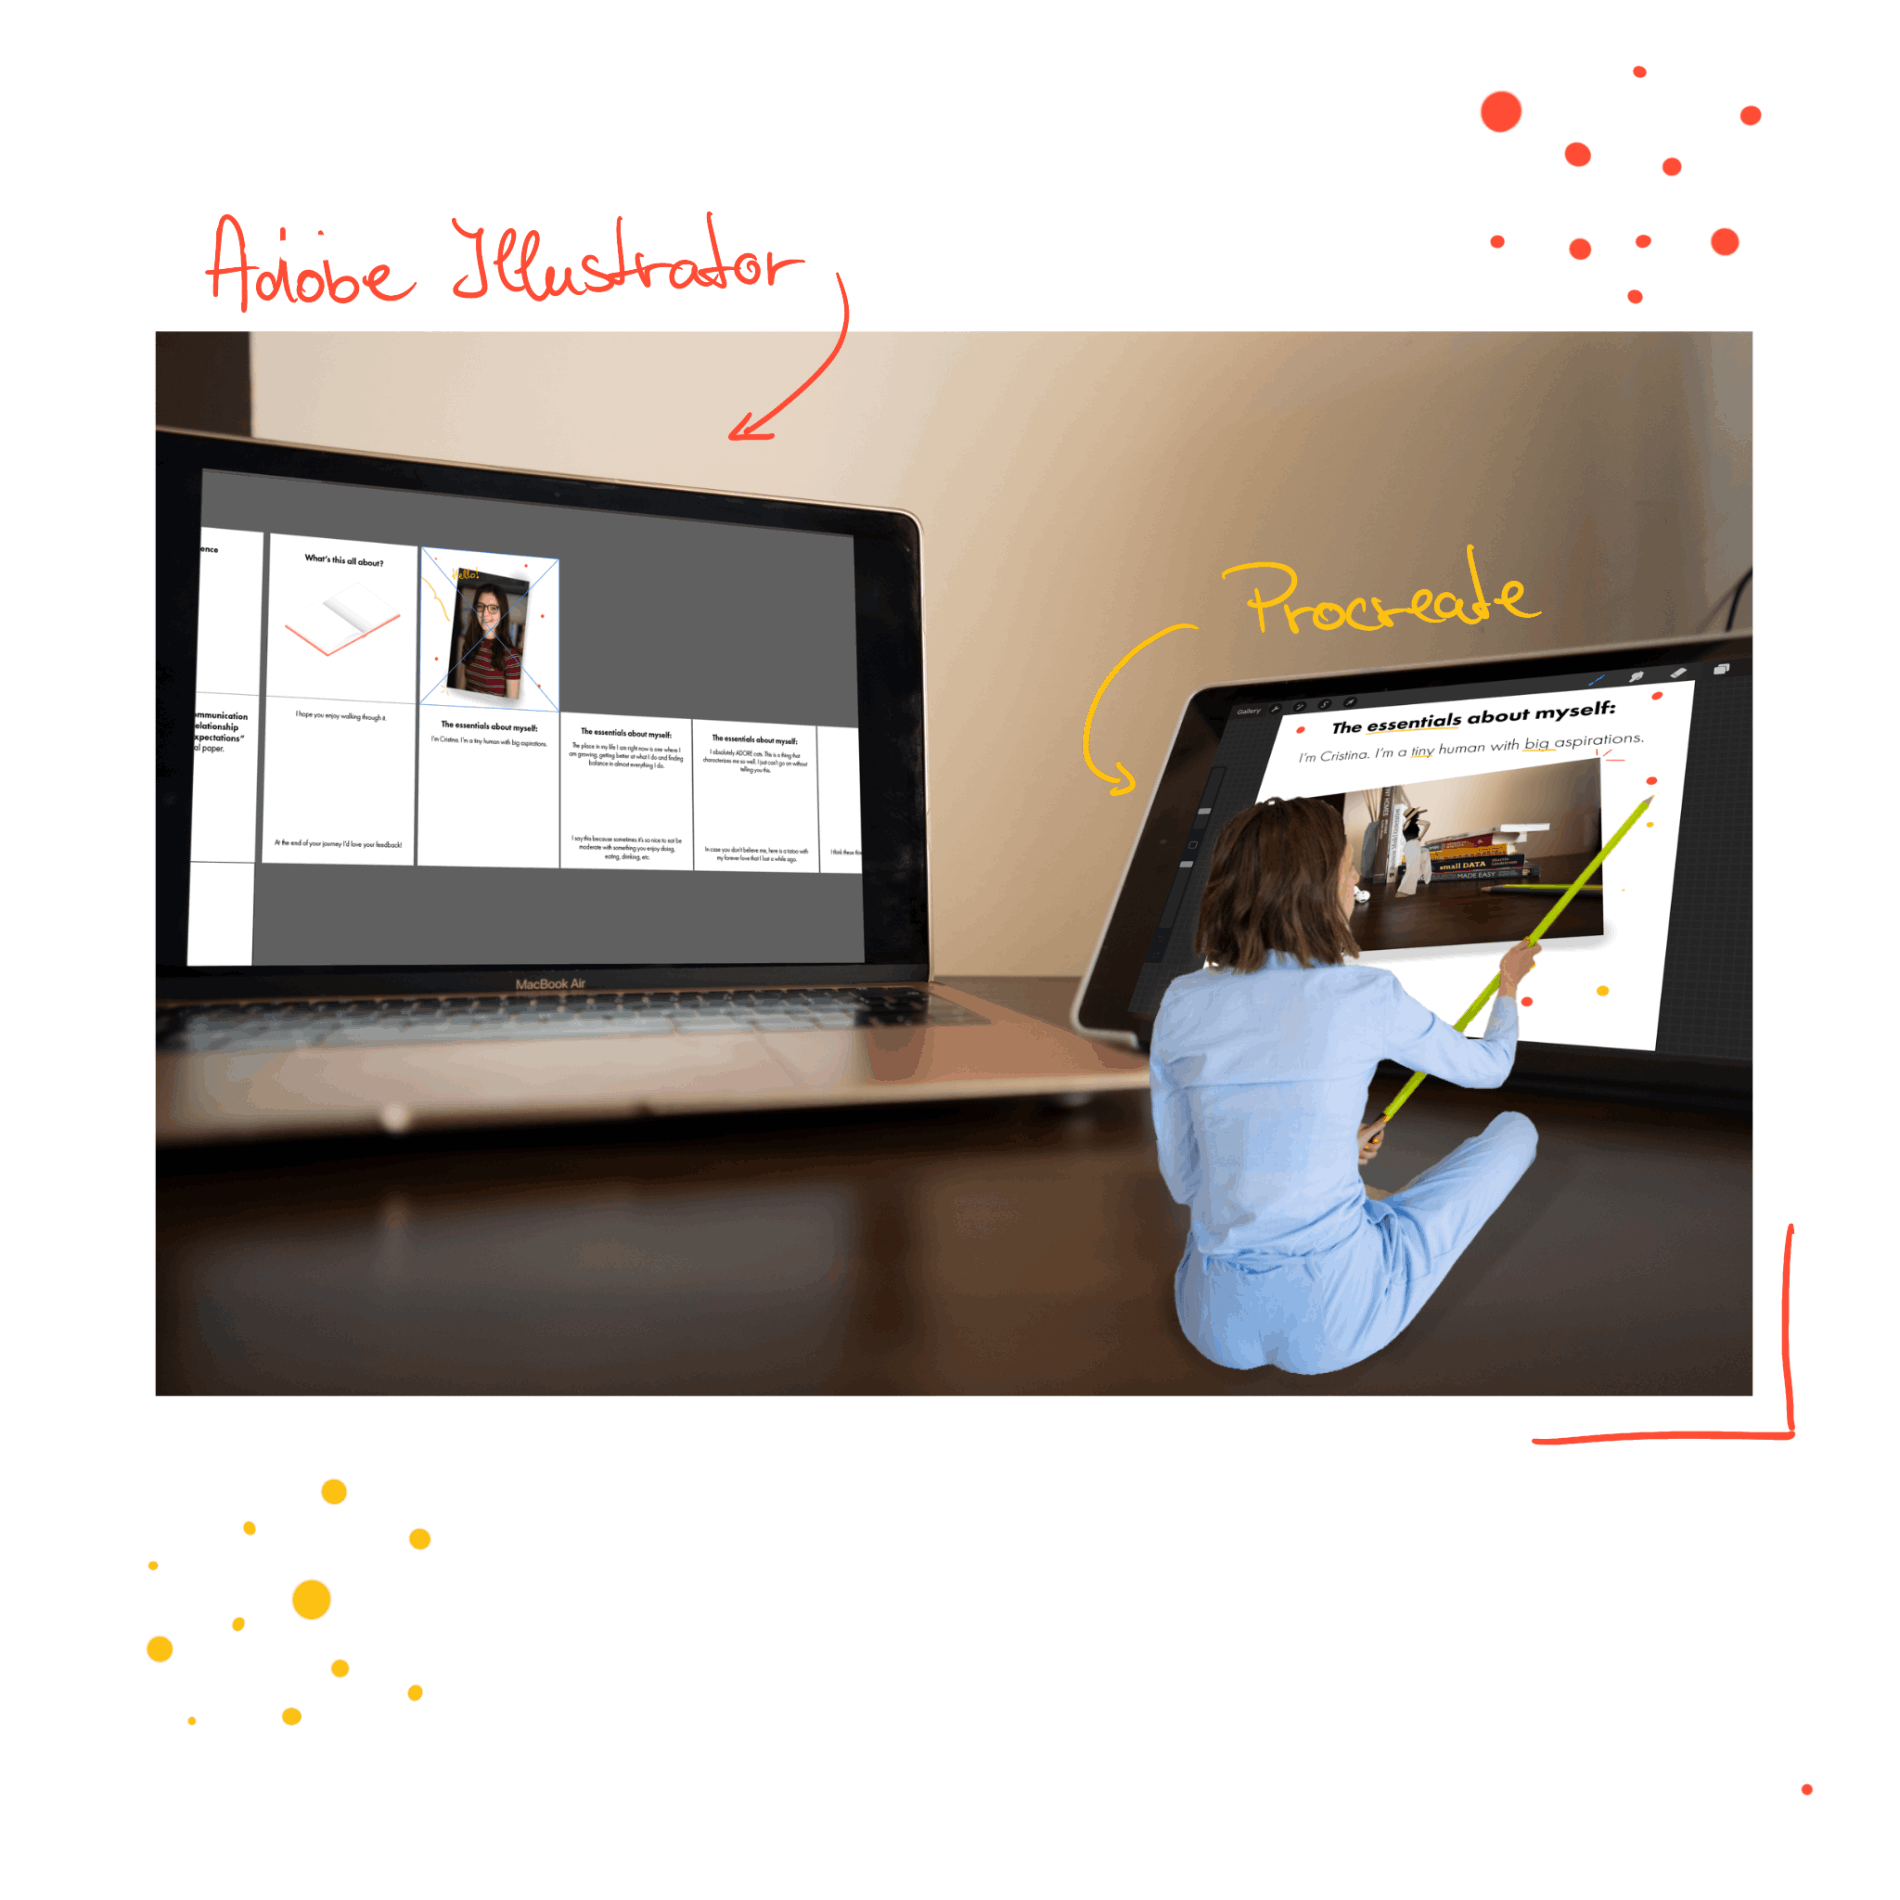 Adobe Illustrator
Procreate
ence
What's this all about?
Hello!
mmunication
elationship
xpectations"
al paper.
I hope you enjoy walking through it.
At the end of your journey I'd love your feedback!
The essentials about myself:
I'm Cristina. I'm a tiny human with big aspirations.
The essentials about myself:
The place in my life I am right now is one where I
am growing, getting better at what I do and finding
balance in almost everything I do.
I say this because sometimes it's so nice to not be
moderate with something you enjoy doing,
eating, drinking, etc.
The essentials about myself:
I absolutely ADORE cats. This is a thing that
characterizes me so well. I just can't go on without
telling you this.
In case you don't believe me, here is a tatoo with
my forever love that I lost a while ago.
I think these
MacBook Air
Gallery
The essentials about myself:
I'm Cristina. I'm a tiny human with big aspirations.
small DATA
MADE EASY